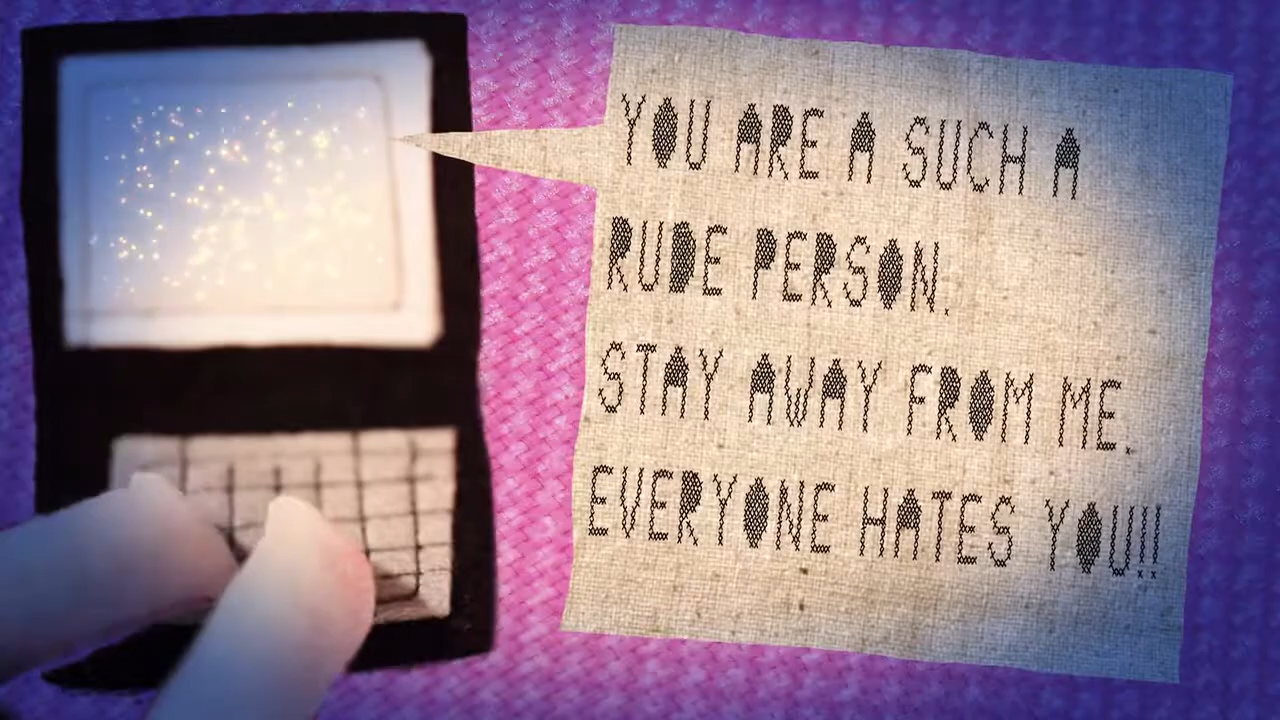 YOU ARE A SUCH A
RUDE PERSON.
STAY AWAY FROM ME.
EVERYONE HATES YOU!!